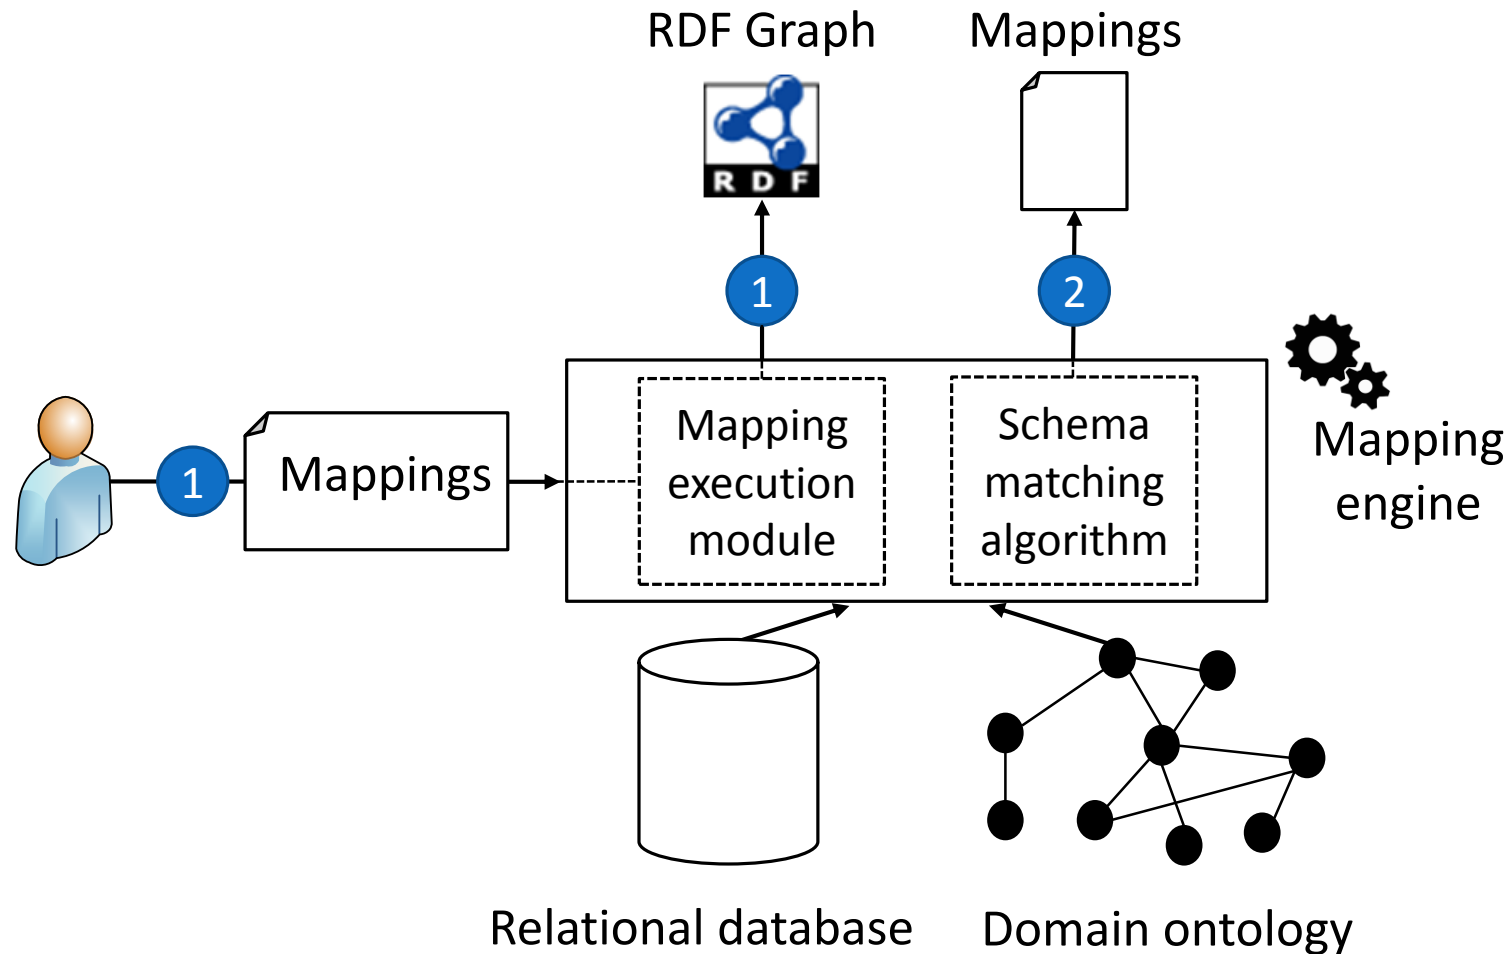 RDF Graph
Mappings
RDF
1
2
1
Mappings
Mapping
execution
module
Schema
matching
algorithm
Mapping
engine
Relational database
Domain ontology